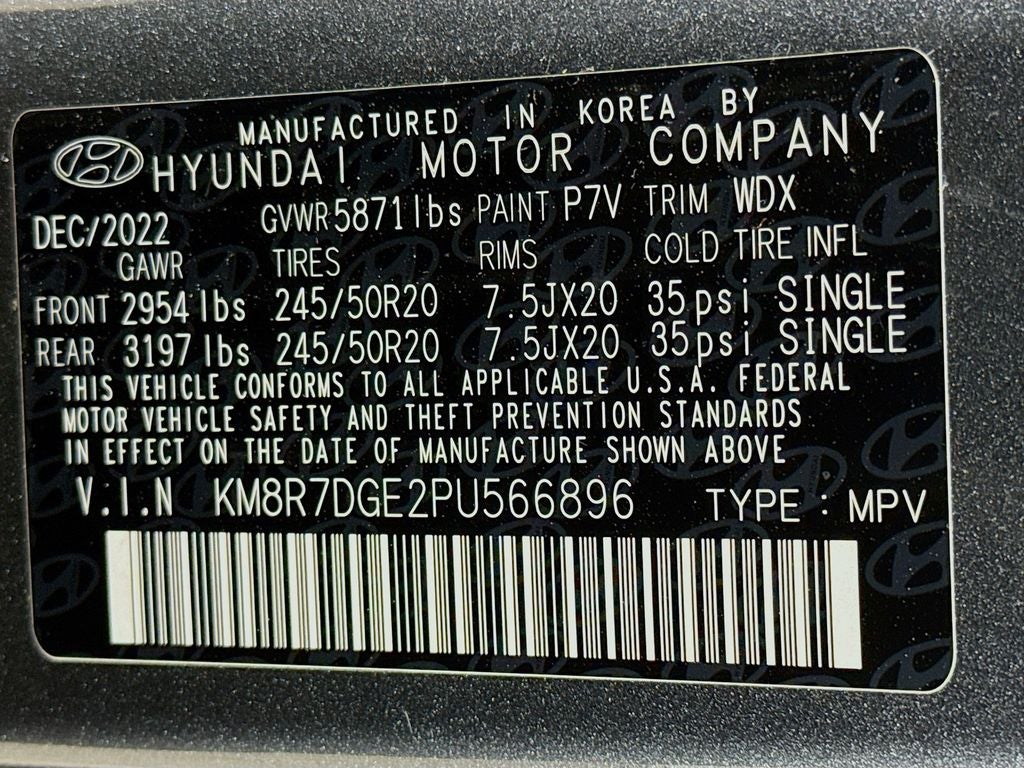 MANUFACTURED IN KOREA BY
HYUNDAI MOTOR COMPANY
DEC/2022 GVWR 5871 lbs PAINT P7V TRIM WDX
GAWR TIRES RIMS COLD TIRE INFL
FRONT 2954 lbs 245/50R20 7.5JX20 35psi SINGLE
REAR 3197 lbs 245/50R20 7.5JX20 35psi SINGLE
THIS VEHICLE CONFORMS TO ALL APPLICABLE U.S.A. FEDERAL
MOTOR VEHICLE SAFETY AND THEFT PREVENTION STANDARDS
IN EFFECT ON THE DATE OF MANUFACTURE SHOWN ABOVE
V.I.N KM8R7DGE2PU566896 TYPE : MPV